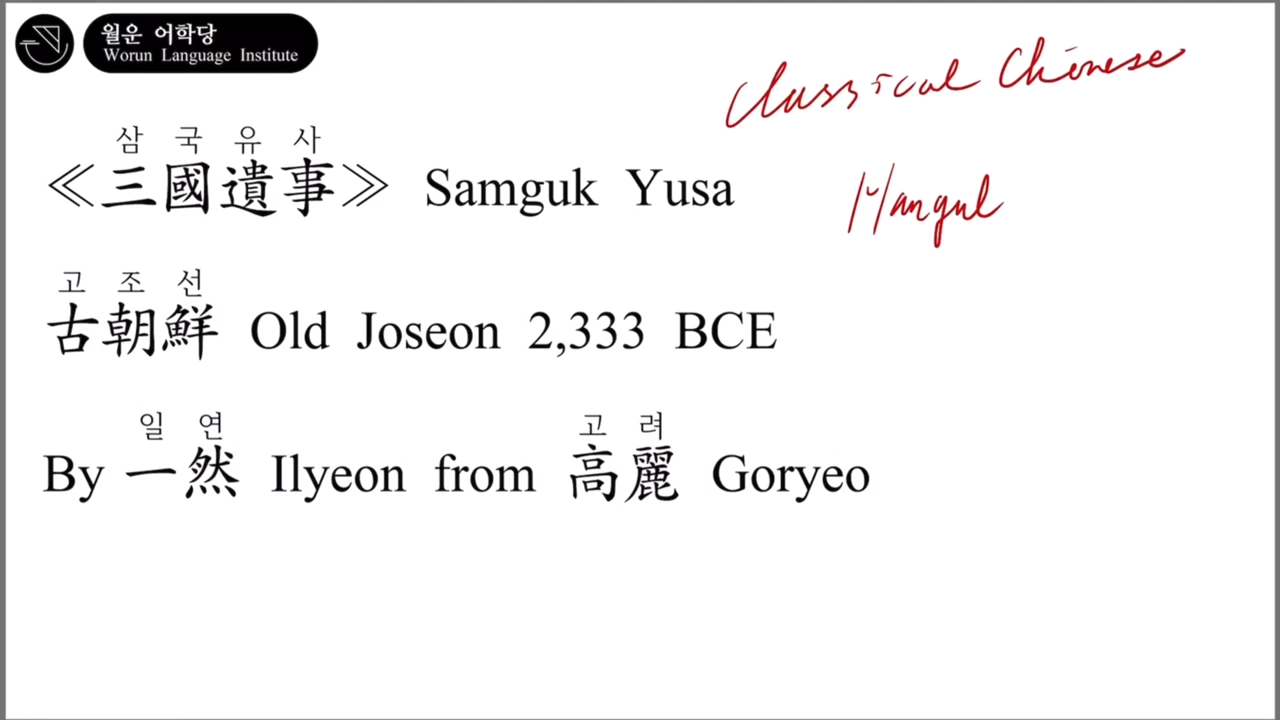 월운 어학당
Worun Language Institute
Classical Chinese
삼 국 유 사
《三國遺事》 Samguk Yusa
Hangul
고 조 선
古朝鮮 Old Joseon 2,333 BCE
일 연 고 려
By 一然 Ilyeon from 高麗 Goryeo